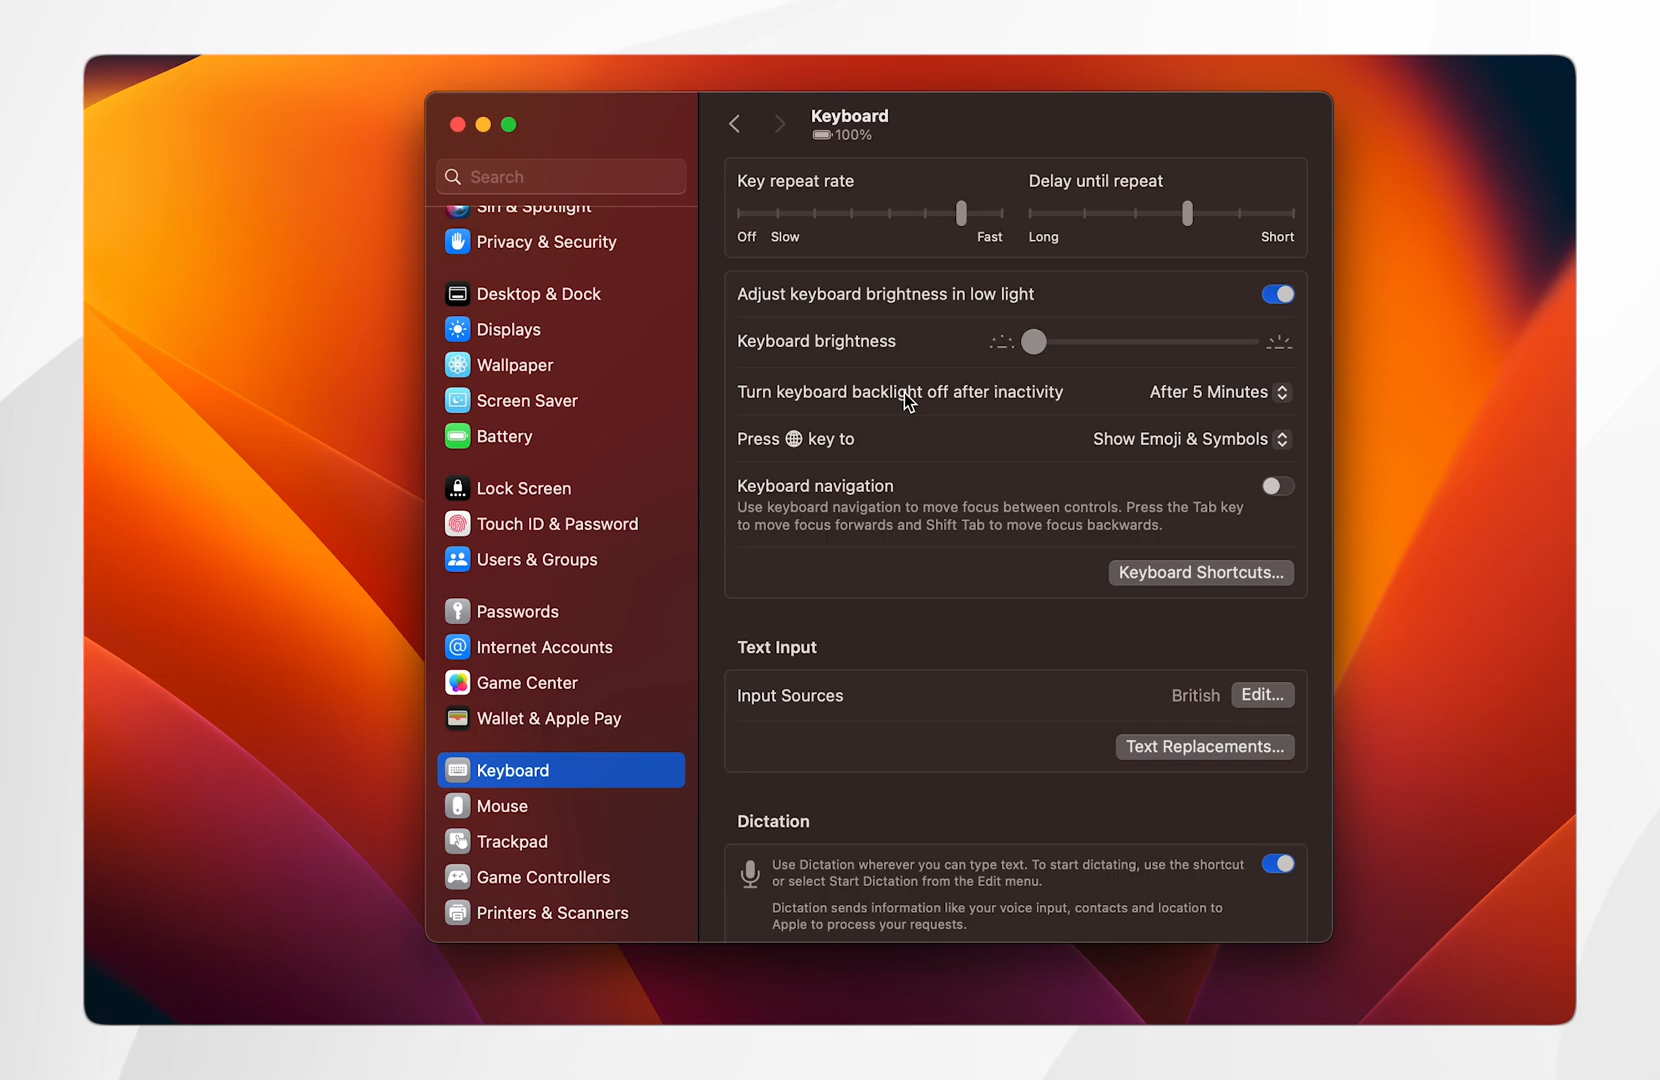 Search
Siri & Spotlight
Privacy & Security
Desktop & Dock
Displays
Wallpaper
Screen Saver
Battery
Lock Screen
Touch ID & Password
Users & Groups
Passwords
Internet Accounts
Game Center
Wallet & Apple Pay
Keyboard
Mouse
Trackpad
Game Controllers
Printers & Scanners
Keyboard
100%
Key repeat rate
Off Slow Fast
Delay until repeat
Long Short
Adjust keyboard brightness in low light
Keyboard brightness
Turn keyboard backlight off after inactivity After 5 Minutes
Press key to Show Emoji & Symbols
Keyboard navigation
Use keyboard navigation to move focus between controls. Press the Tab key
to move focus forwards and Shift Tab to move focus backwards.
Keyboard Shortcuts...
Text Input
Input Sources British Edit...
Text Replacements...
Dictation
Use Dictation wherever you can type text. To start dictating, use the shortcut
or select Start Dictation from the Edit menu.
Dictation sends information like your voice input, contacts and location to
Apple to process your requests.